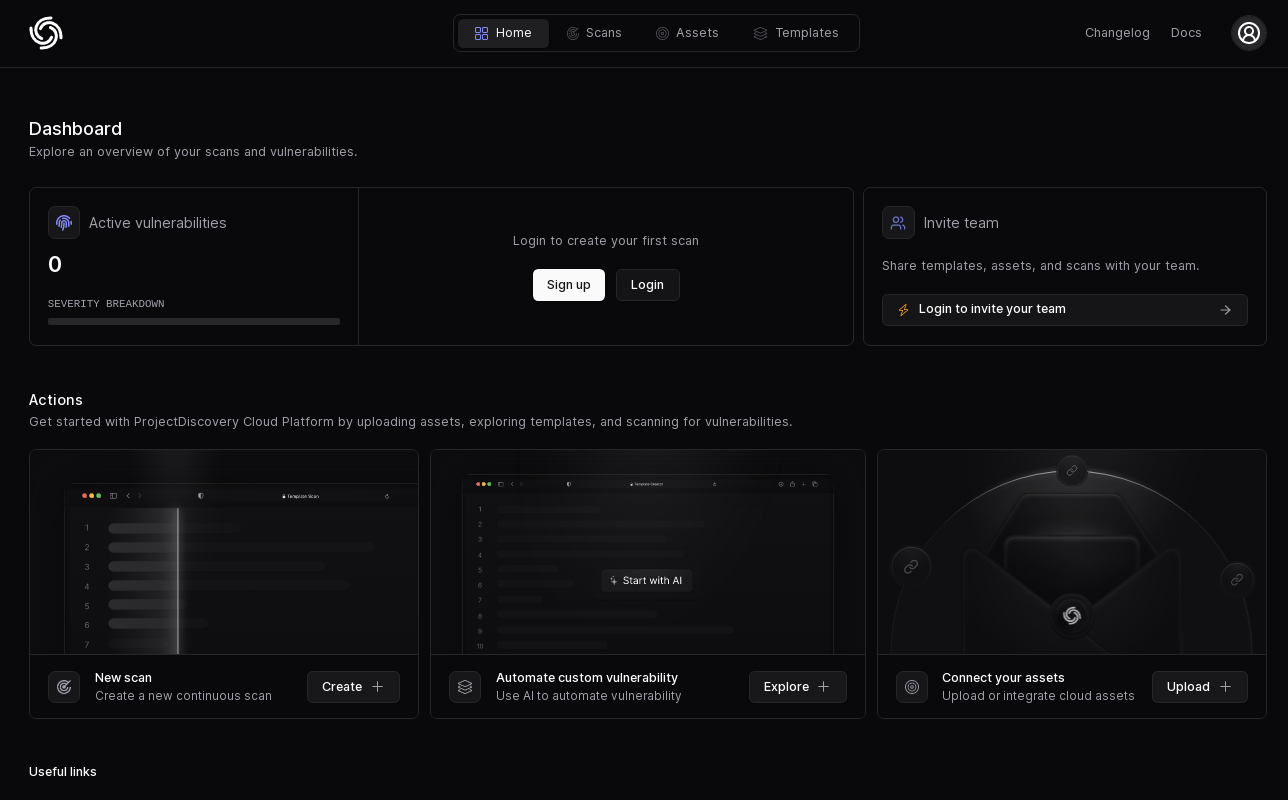 Home
Scans
Assets
Templates
Changelog
Docs
Dashboard
Explore an overview of your scans and vulnerabilities.
Active vulnerabilities
0
SEVERITY BREAKDOWN
Login to create your first scan
Sign up
Login
Invite team
Share templates, assets, and scans with your team.
Login to invite your team
Actions
Get started with ProjectDiscovery Cloud Platform by uploading assets, exploring templates, and scanning for vulnerabilities.
Template Scan
1
2
3
4
5
6
7
New scan
Create a new continuous scan
Create
1
2
3
4
5
6
7
8
9
10
Start with AI
Automate custom vulnerability
Use AI to automate vulnerability
Explore
Connect your assets
Upload or integrate cloud assets
Upload
Useful links